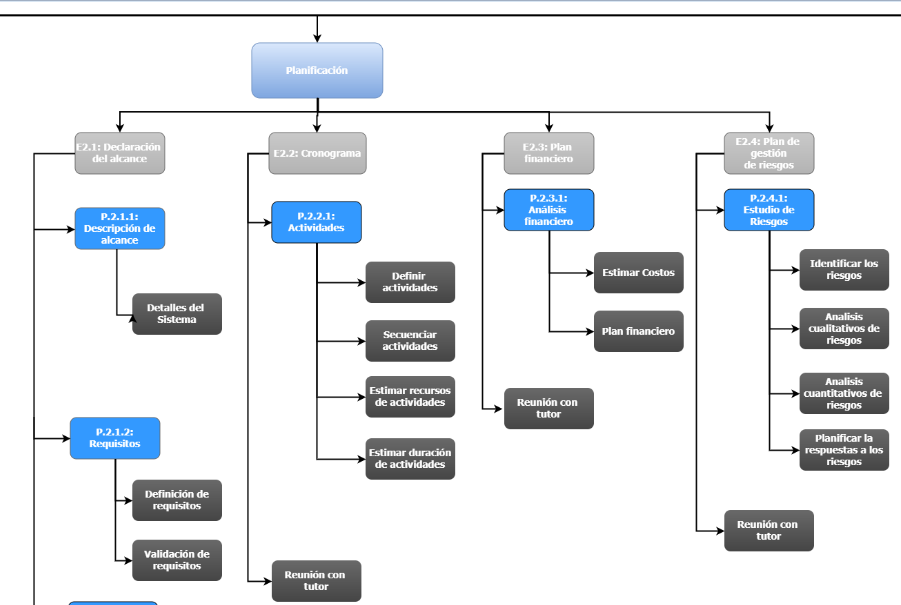 Planificación
E2.1: Declaración
del alcance
P.2.1.1:
Descripción de
alcance
Detalles del
Sistema
P.2.1.2:
Requisitos
Definición de
requisitos
Validación de
requisitos
E2.2: Cronograma
P.2.2.1:
Actividades
Definir
actividades
Secuenciar
actividades
Estimar recursos
de actividades
Estimar duración
de actividades
Reunión con
tutor
E2.3: Plan
financiero
P.2.3.1:
Análisis
financiero
Estimar Costos
Plan financiero
Reunión con
tutor
E2.4: Plan de
gestión
de riesgos
P.2.4.1:
Estudio de
Riesgos
Identificar los
riesgos
Analisis
cualitativos de
riesgos
Analisis
cuantitativos de
riesgos
Planificar la
respuestas a los
riesgos
Reunión con
tutor